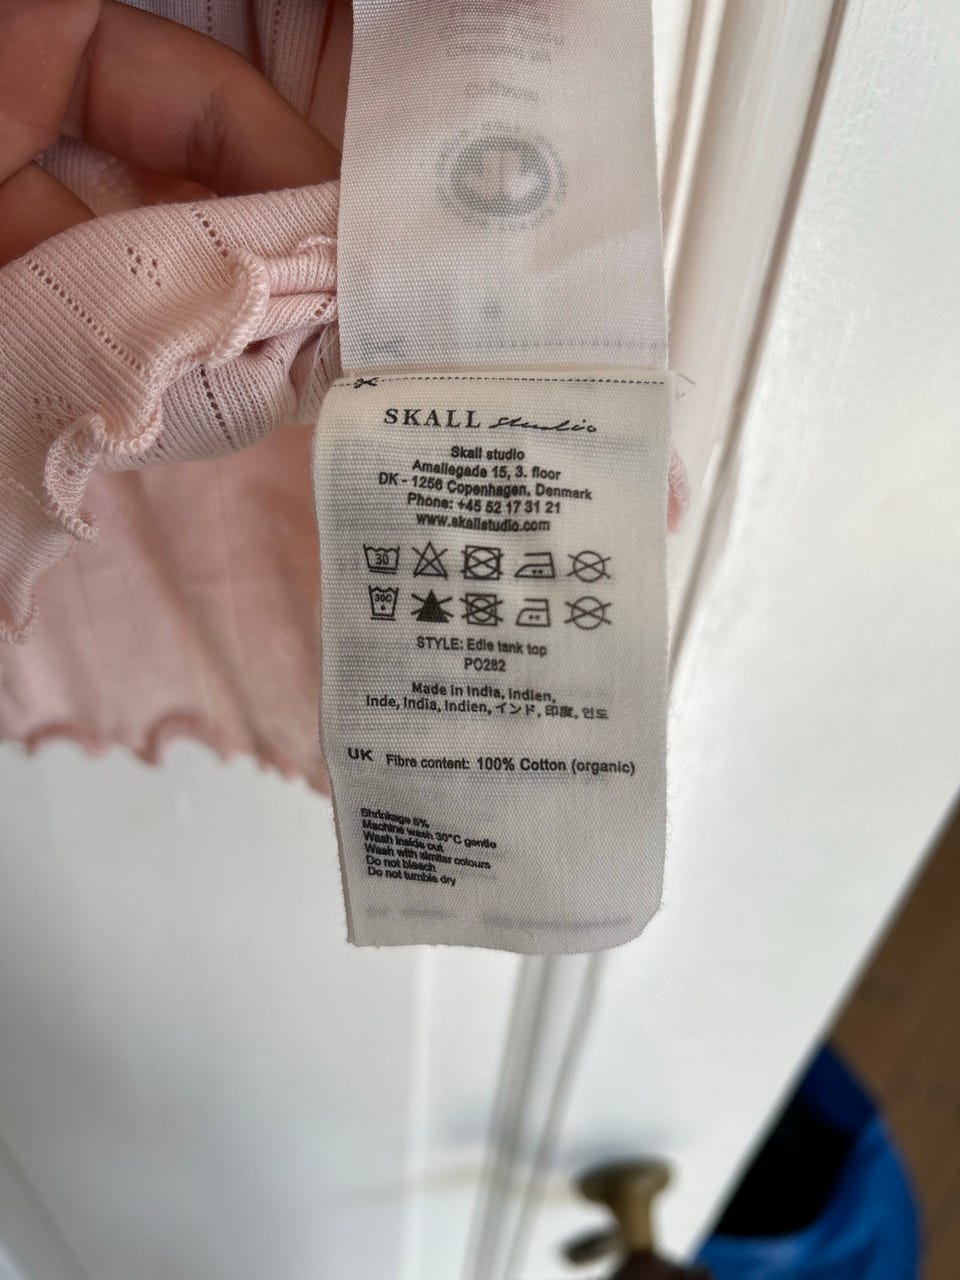 SKALL studio
Skall studio
Amaliegade 15, 3. floor
DK - 1256 Copenhagen, Denmark
Phone: +45 52 17 31 21
www.skallstudio.com
30
30C
STYLE: Edie tank top
PO282
Made in India, Indien,
Inde, India, Indien, インド, 印度, 인도
UK Fibre content: 100% Cotton (organic)
Shrinkage 5%
Machine wash 30°C gentle
Wash inside out
Wash with similar colours
Do not bleach
Do not tumble dry